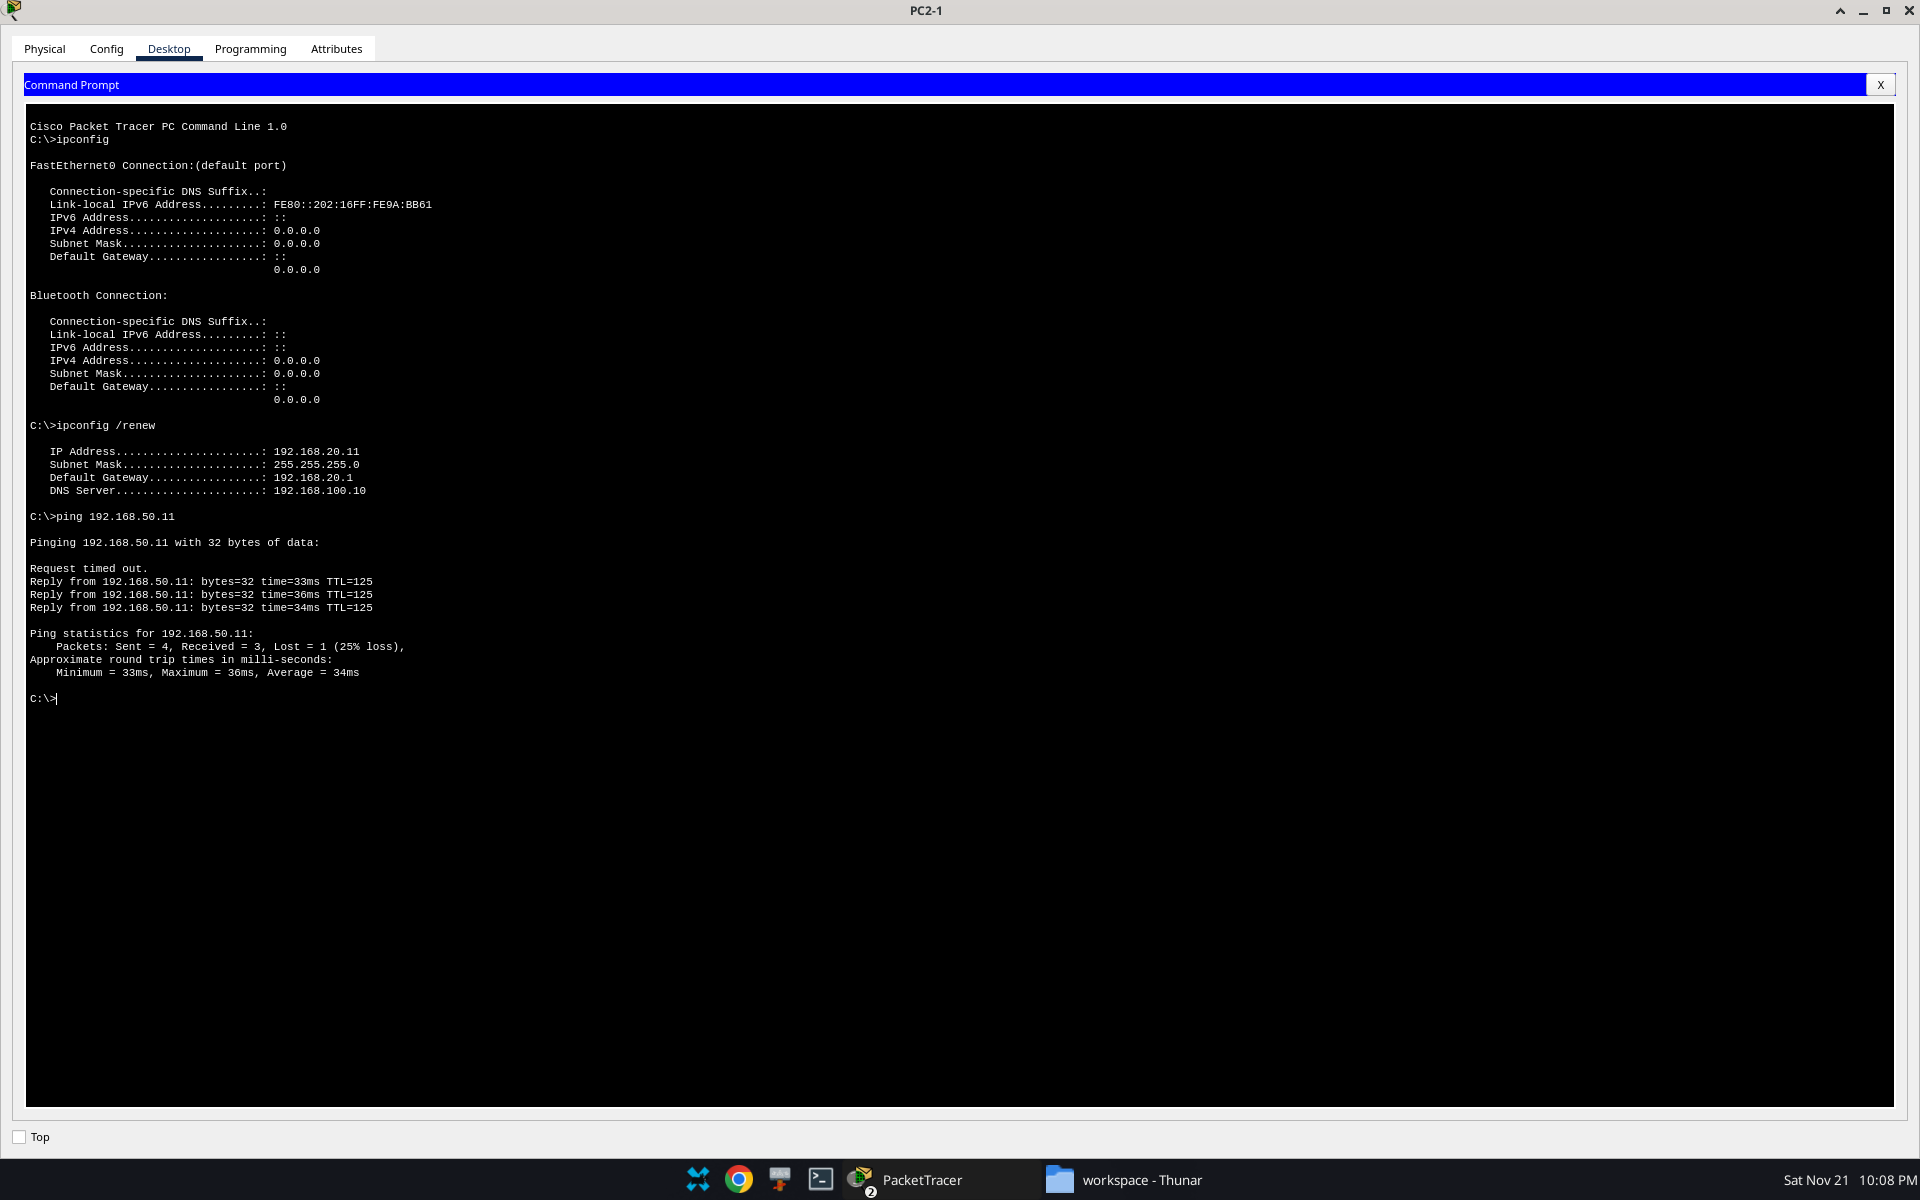 PC2-1
Physical Config Desktop Programming Attributes
Command Prompt X
Cisco Packet Tracer PC Command Line 1.0
C:\>ipconfig
FastEthernet0 Connection:(default port)
Connection-specific DNS Suffix..:
Link-local IPv6 Address.........: FE80::202:16FF:FE9A:BB61
IPv6 Address....................: ::
IPv4 Address....................: 0.0.0.0
Subnet Mask.....................: 0.0.0.0
Default Gateway.................: ::
0.0.0.0
Bluetooth Connection:
Connection-specific DNS Suffix..:
Link-local IPv6 Address.........: ::
IPv6 Address....................: ::
IPv4 Address....................: 0.0.0.0
Subnet Mask.....................: 0.0.0.0
Default Gateway.................: ::
0.0.0.0
C:\>ipconfig /renew
IP Address......................: 192.168.20.11
Subnet Mask.....................: 255.255.255.0
Default Gateway.................: 192.168.20.1
DNS Server......................: 192.168.100.10
C:\>ping 192.168.50.11
Pinging 192.168.50.11 with 32 bytes of data:
Request timed out.
Reply from 192.168.50.11: bytes=32 time=33ms TTL=125
Reply from 192.168.50.11: bytes=32 time=36ms TTL=125
Reply from 192.168.50.11: bytes=32 time=34ms TTL=125
Ping statistics for 192.168.50.11:
Packets: Sent = 4, Received = 3, Lost = 1 (25% loss),
Approximate round trip times in milli-seconds:
Minimum = 33ms, Maximum = 36ms, Average = 34ms
C:\>
Top
2 PacketTracer workspace - Thunar Sat Nov 21 10:08 PM